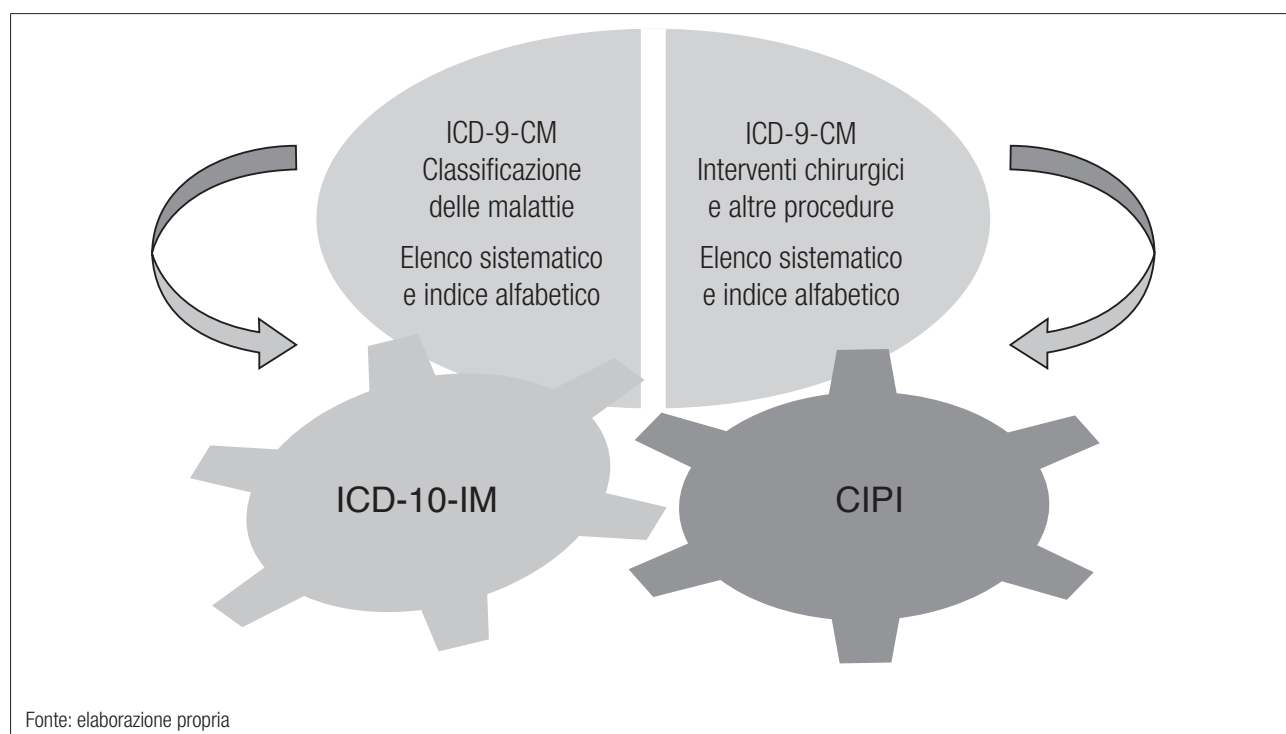 ICD-9-CM
Classificazione
delle malattie
Elenco sistematico
e indice alfabetico
ICD-9-CM
Interventi chirurgici
e altre procedure
Elenco sistematico
e indice alfabetico
ICD-10-IM
CIPI
Fonte: elaborazione propria